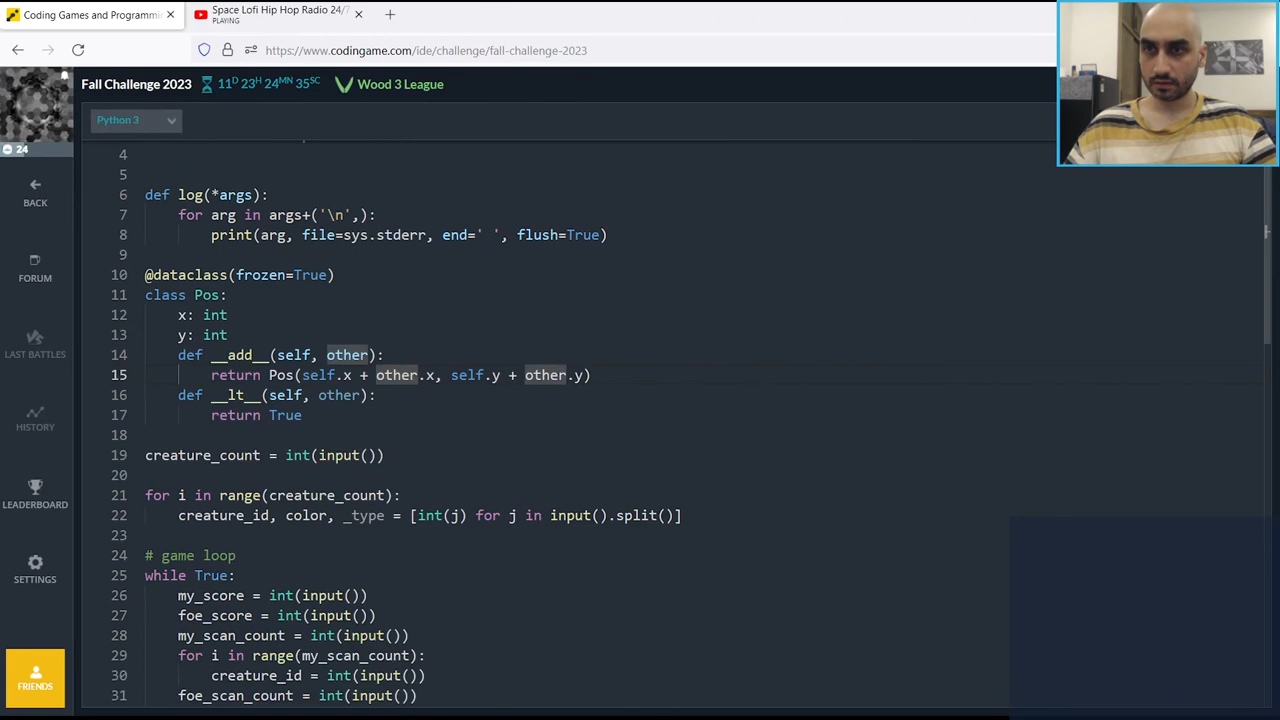 Coding Games and Programmi
Space Lofi Hip Hop Radio 24/7
PLAYING
https://www.codingame.com/ide/challenge/fall-challenge-2023
Fall Challenge 2023
11D 23H 24MN 35SC
Wood 3 League
Python 3
24
BACK
FORUM
LAST BATTLES
HISTORY
LEADERBOARD
SETTINGS
FRIENDS
4
5
6 def log(*args):
7 for arg in args+('\n',):
8 print(arg, file=sys.stderr, end=' ', flush=True)
9
10 @dataclass(frozen=True)
11 class Pos:
12 x: int
13 y: int
14 def __add__(self, other):
15 return Pos(self.x + other.x, self.y + other.y)
16 def __lt__(self, other):
17 return True
18
19 creature_count = int(input())
20
21 for i in range(creature_count):
22 creature_id, color, _type = [int(j) for j in input().split()]
23
24 # game loop
25 while True:
26 my_score = int(input())
27 foe_score = int(input())
28 my_scan_count = int(input())
29 for i in range(my_scan_count):
30 creature_id = int(input())
31 foe_scan_count = int(input())